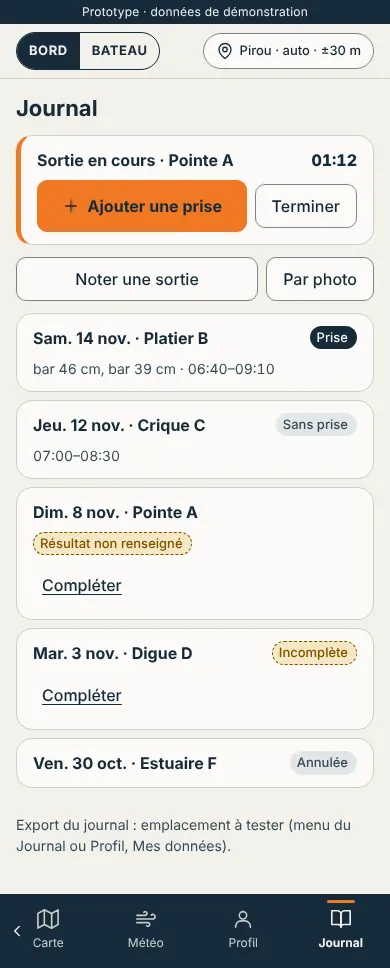 Prototype · données de démonstration
BORD BATEAU Pirou · auto · ±30 m
Journal
Sortie en cours · Pointe A 01:12
+ Ajouter une prise Terminer
Noter une sortie Par photo
Sam. 14 nov. · Platier B Prise
bar 46 cm, bar 39 cm · 06:40–09:10
Jeu. 12 nov. · Crique C Sans prise
07:00–08:30
Dim. 8 nov. · Pointe A
Résultat non renseigné
Compléter
Mar. 3 nov. · Digue D Incomplète
Compléter
Ven. 30 oct. · Estuaire F Annulée
Export du journal : emplacement à tester (menu du
Journal ou Profil, Mes données).
Carte Météo Profil Journal